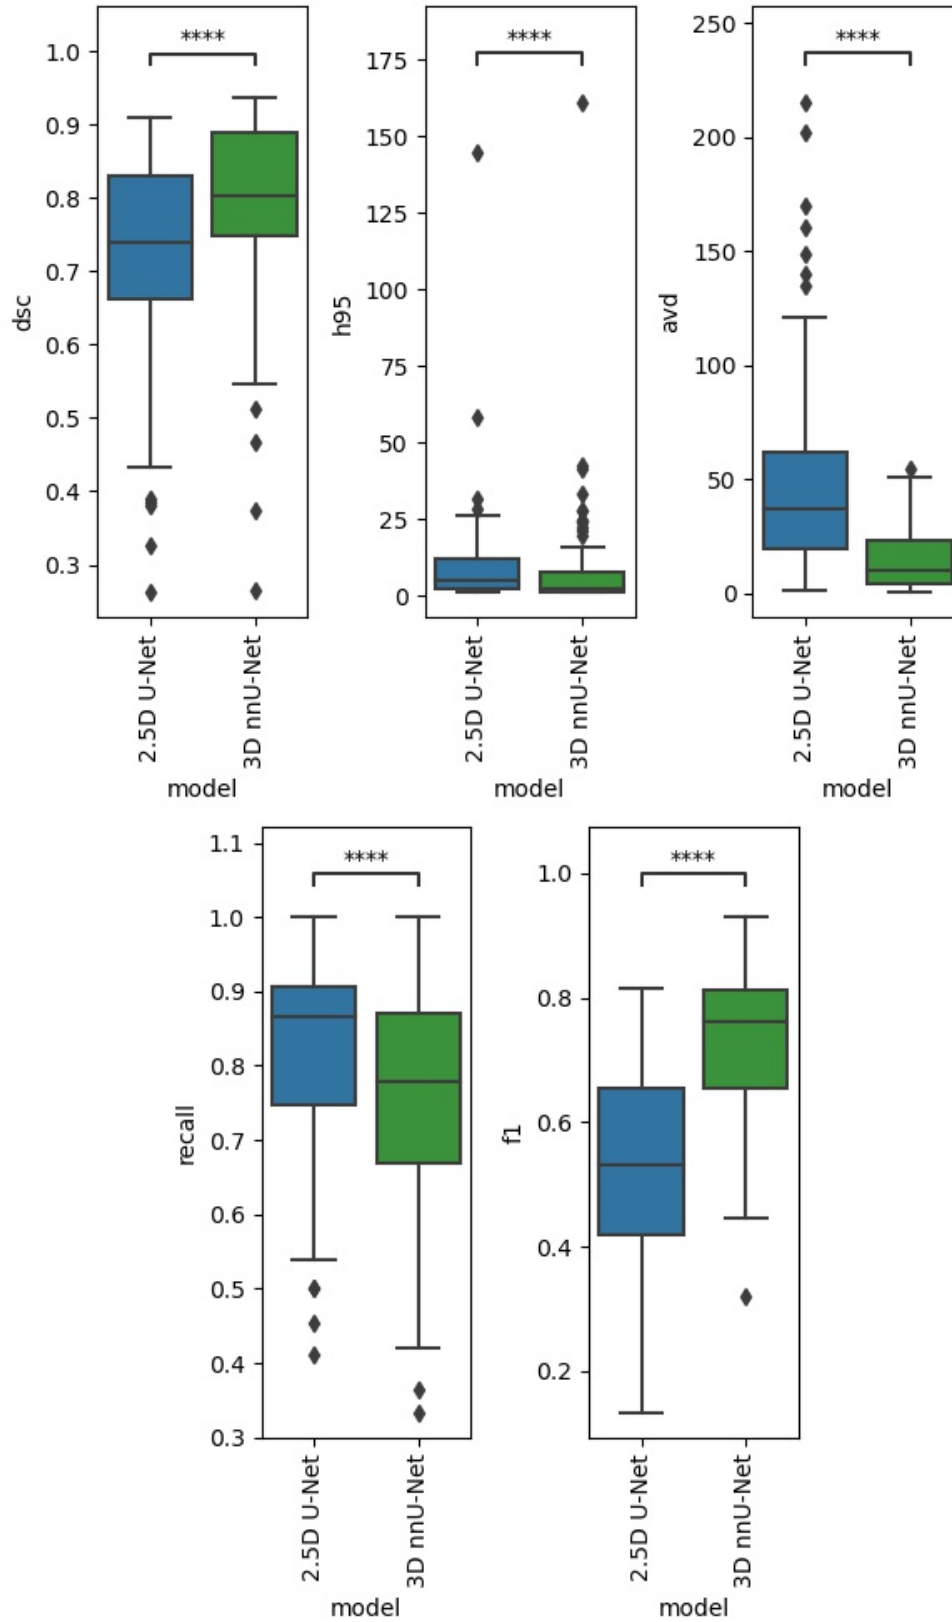 ****
1.0
0.9
0.8
0.7
0.6
0.5
0.4
0.3
dsc
2.5D U-Net
3D nnU-Net
model
****
175
150
125
100
75
50
25
0
h95
2.5D U-Net
3D nnU-Net
model
****
250
200
150
100
50
0
avd
2.5D U-Net
3D nnU-Net
model
****
1.1
1.0
0.9
0.8
0.7
0.6
0.5
0.4
0.3
recall
2.5D U-Net
3D nnU-Net
model
****
1.0
0.8
0.6
0.4
0.2
f1
2.5D U-Net
3D nnU-Net
model